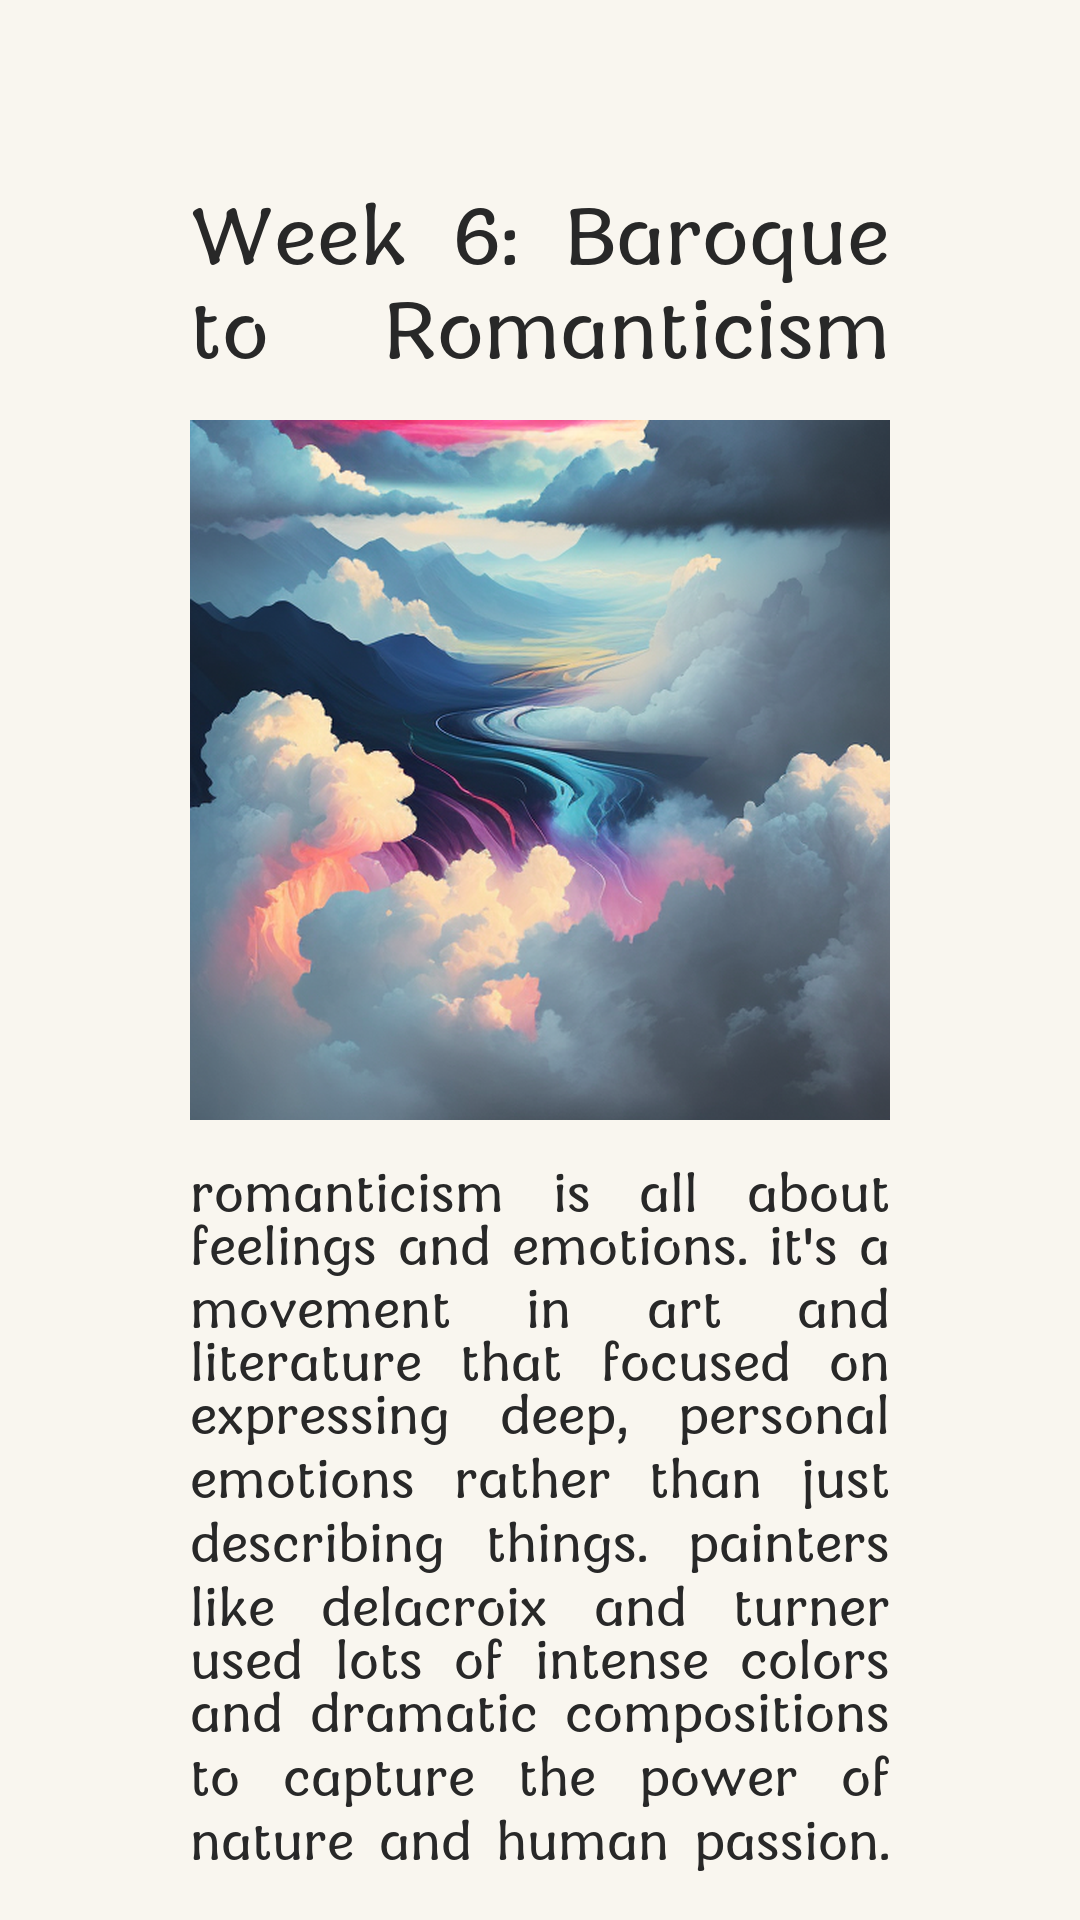 Week 6: Baroque
to Romanticism
romanticism is all about
feelings and emotions. it's a
movement in art and
literature that focused on
expressing deep, personal
emotions rather than just
describing things. painters
like delacroix and turner
used lots of intense colors
and dramatic compositions
to capture the power of
nature and human passion.